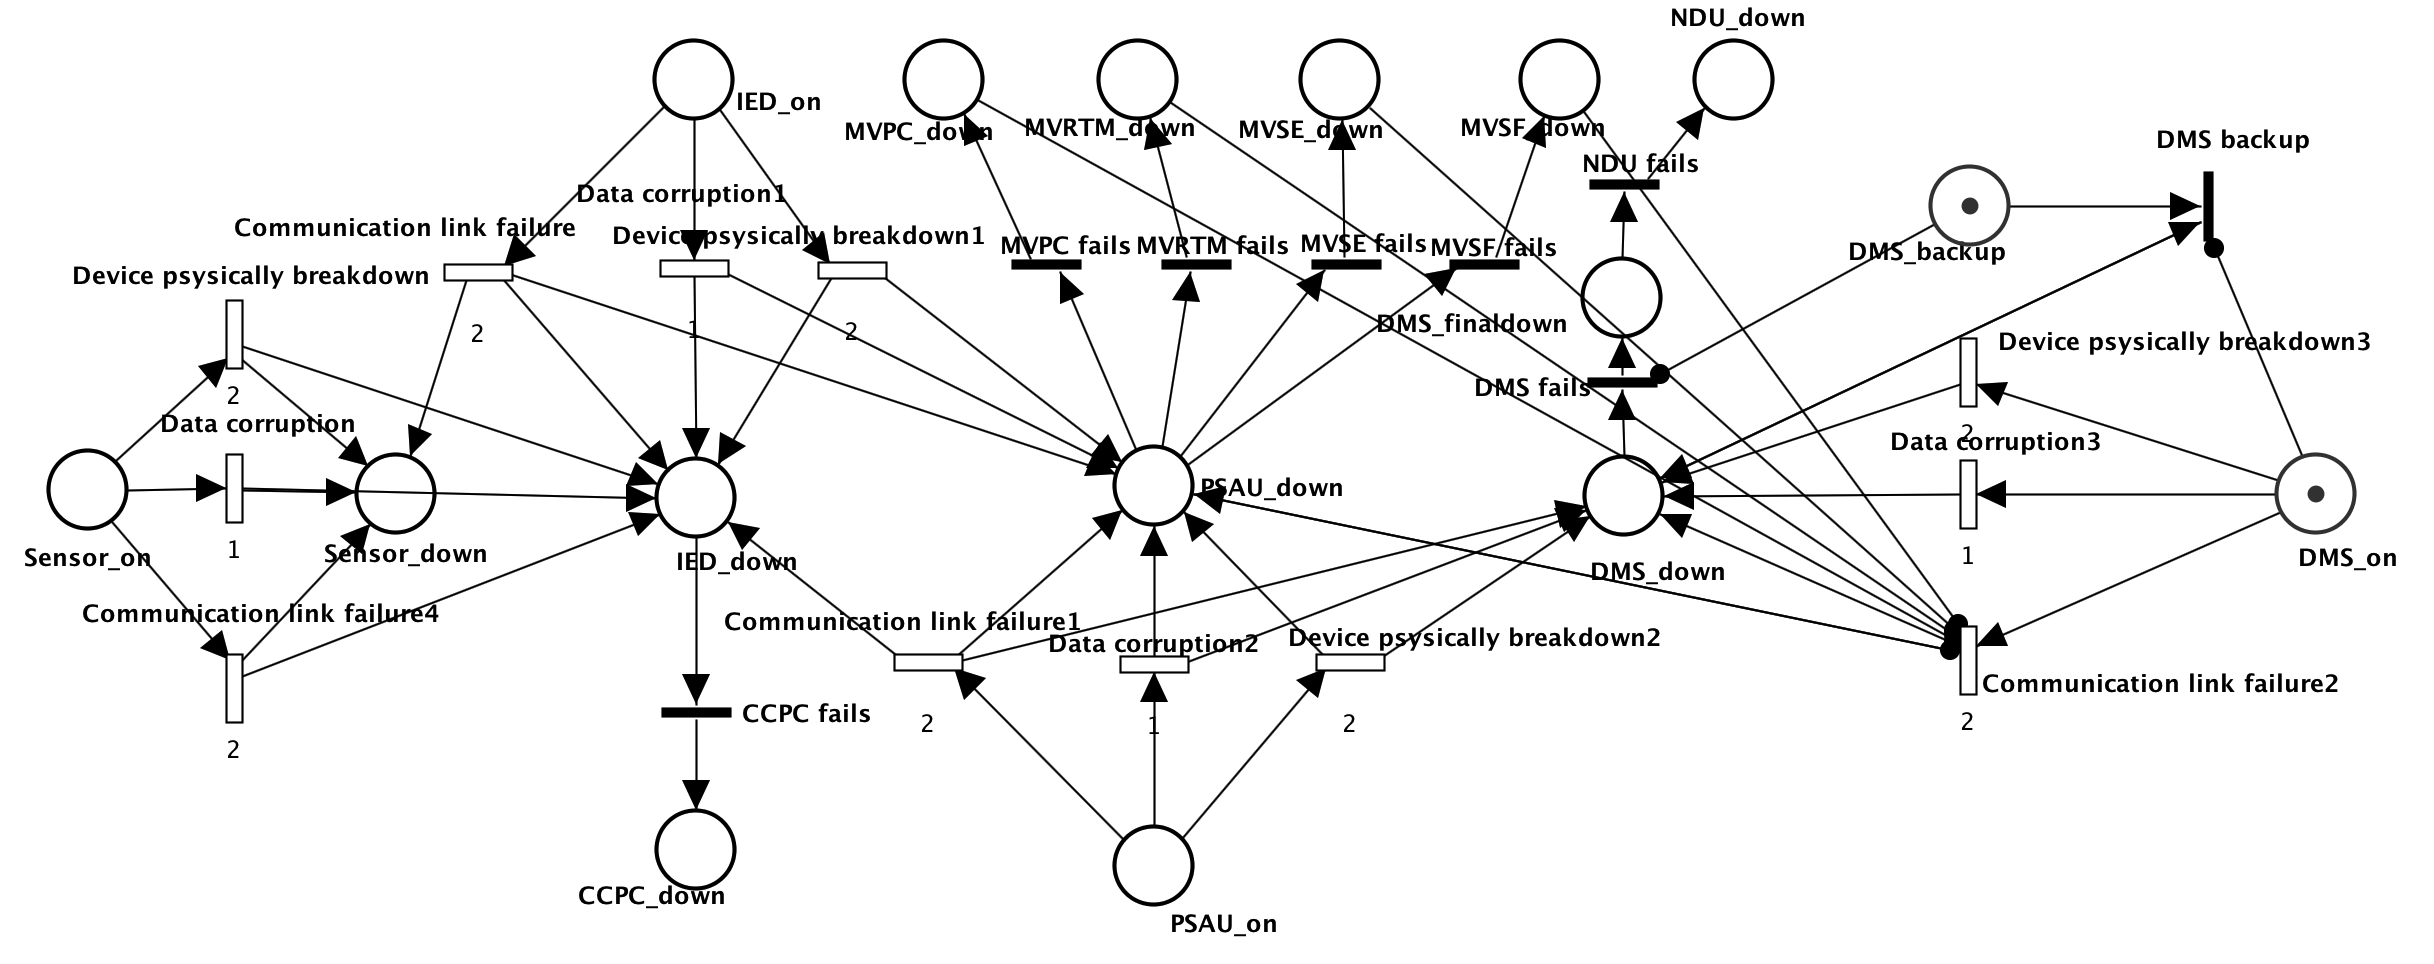 NDU_down
IED_on
MVPC_down
MVRTM_down
MVSE_down
MVSF_down
DMS backup
NDU fails
Data corruption1
Communication link failure
Device psysically breakdown1
MVPC fails
MVRTM fails
MVSE fails
MVSF fails
DMS_backup
Device psysically breakdown
2
1
2
DMS_finaldown
Device psysically breakdown3
DMS fails
2
Data corruption
2
Data corruption3
PSAU_down
Sensor_on
1
Sensor_down
IED_down
DMS_down
1
DMS_on
Communication link failure4
Communication link failure1
Data corruption2
Device psysically breakdown2
Communication link failure2
2
CCPC fails
2
1
2
2
CCPC_down
PSAU_on